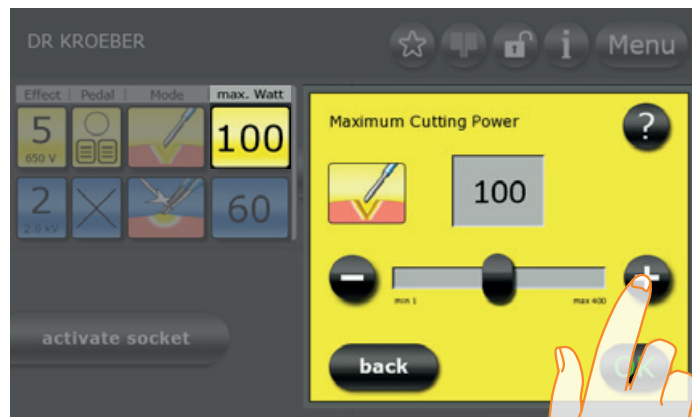 DR KROEBER
i
Menu
Effect | Pedal | Mode
max. Watt
5
650 V
100
2
2.0 kV
60
activate socket
Maximum Cutting Power
?
100
−
+
min 1
max 400
back
OK